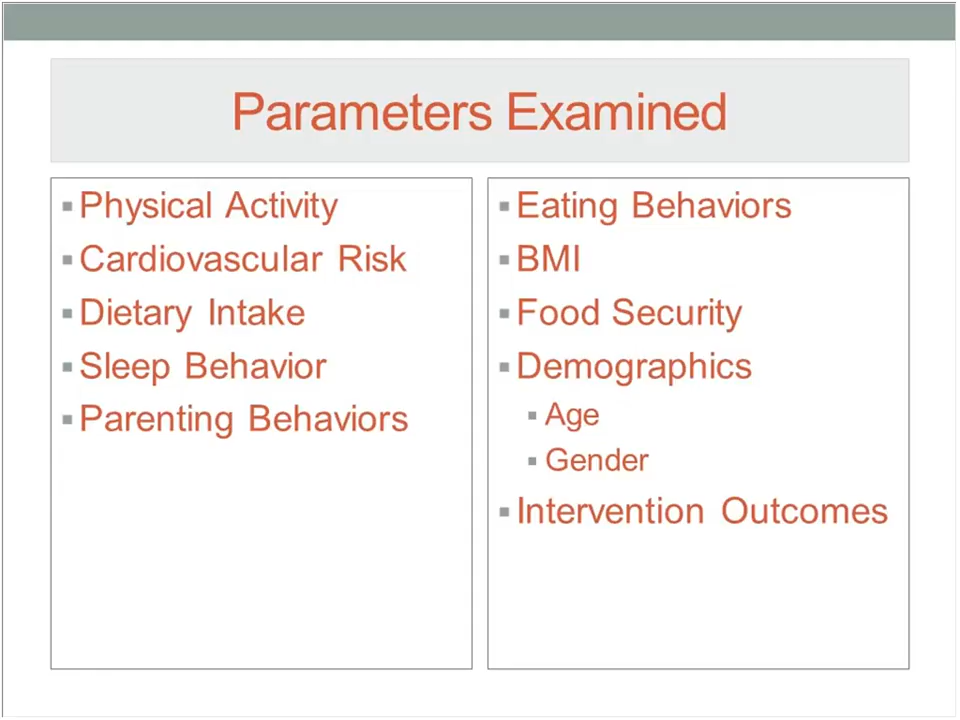 Parameters Examined
Physical Activity
Cardiovascular Risk
Dietary Intake
Sleep Behavior
Parenting Behaviors
Eating Behaviors
BMI
Food Security
Demographics
Age
Gender
Intervention Outcomes